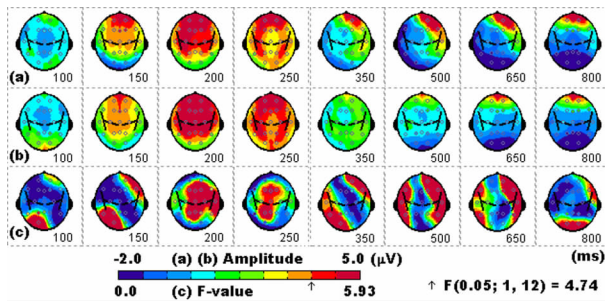 (a) 100 150 200 250 350 500 650 800
(b) 100 150 200 250 350 500 650 800
(c) 100 150 200 250 350 500 650 800
-2.0 (a) (b) Amplitude 5.0 (μV) (ms)
0.0 (c) F-value ↑ 5.93 ↑ F(0.05; 1, 12) = 4.74